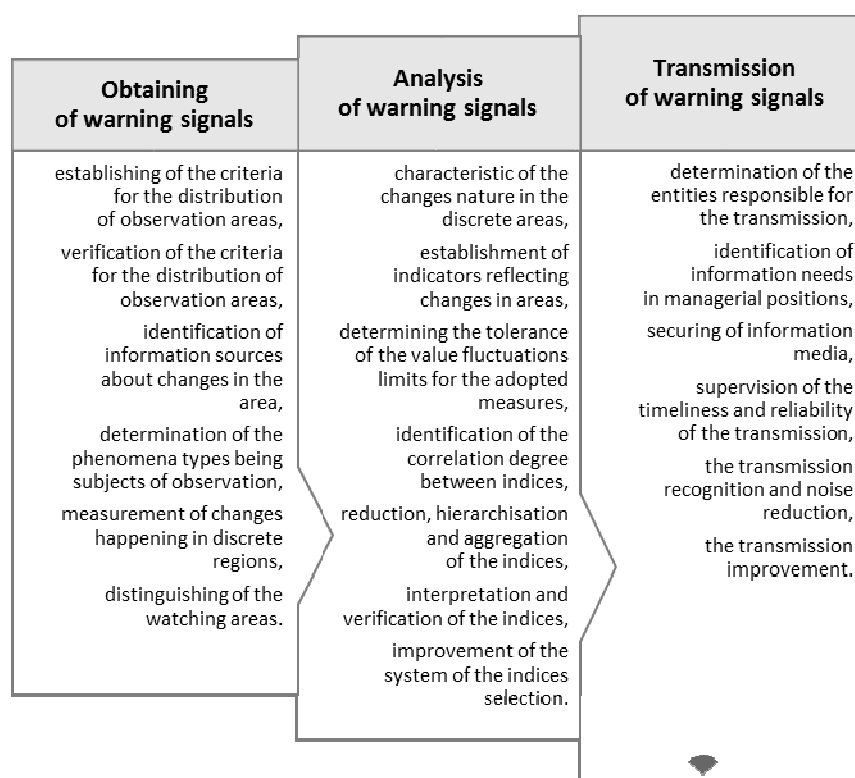 Obtaining
of warning signals
establishing of the criteria
for the distribution
of observation areas,
verification of the criteria
for the distribution of
observation areas,
identification of
information sources
about changes in the
area,
determination of the
phenomena types being
subjects of observation,
measurement of changes
happening in discrete
regions,
distinguishing of the
watching areas.
Analysis
of warning signals
characteristic of the
changes nature in the
discrete areas,
establishment of
indicators reflecting
changes in areas,
determining the tolerance
of the value fluctuations
limits for the adopted
measures,
identification of the
correlation degree
between indices,
reduction, hierarchisation
and aggregation
of the indices,
interpretation and
verification of the indices,
improvement of the
system of the indices
selection.
Transmission
of warning signals
determination of the
entities responsible for
the transmission,
identification of
information needs
in managerial positions,
securing of information
media,
supervision of the
timeliness and reliability
of the transmission,
the transmission
recognition and noise
reduction,
the transmission
improvement.